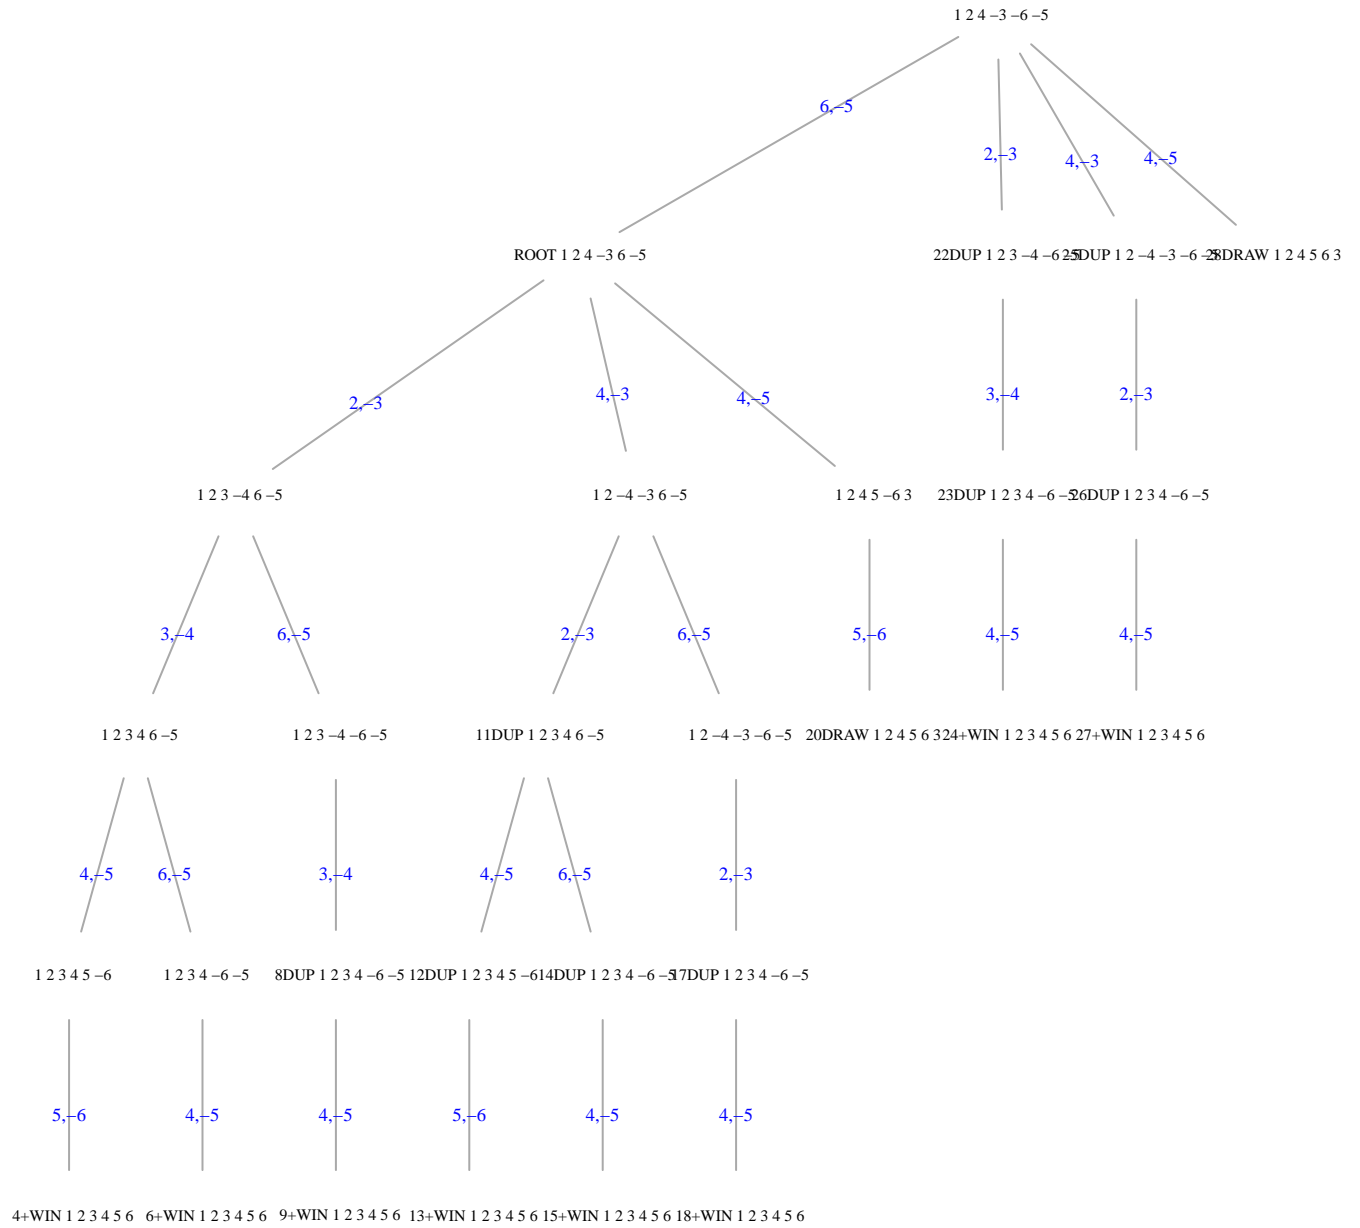 1 2 4 −3 −6 −5
6,−5
2,−3
4,−3
4,−5
ROOT 1 2 4 −3 6 −5
22DUP 1 2 3 −4 −6 −5
25DUP 1 2 −4 −3 −6 −5
28DRAW 1 2 4 5 6 3
2,−3
4,−3
4,−5
3,−4
2,−3
1 2 3 −4 6 −5
1 2 −4 −3 6 −5
1 2 4 5 −6 3
23DUP 1 2 3 4 −6 −5
26DUP 1 2 3 4 −6 −5
3,−4
6,−5
2,−3
6,−5
5,−6
4,−5
4,−5
1 2 3 4 6 −5
1 2 3 −4 −6 −5
11DUP 1 2 3 4 6 −5
1 2 −4 −3 −6 −5
20DRAW 1 2 4 5 6 3
24+WIN 1 2 3 4 5 6
27+WIN 1 2 3 4 5 6
4,−5
6,−5
3,−4
4,−5
6,−5
2,−3
1 2 3 4 5 −6
1 2 3 4 −6 −5
8DUP 1 2 3 4 −6 −5
12DUP 1 2 3 4 5 −6
14DUP 1 2 3 4 −6 −5
17DUP 1 2 3 4 −6 −5
5,−6
4,−5
4,−5
5,−6
4,−5
4,−5
4+WIN 1 2 3 4 5 6
6+WIN 1 2 3 4 5 6
9+WIN 1 2 3 4 5 6
13+WIN 1 2 3 4 5 6
15+WIN 1 2 3 4 5 6
18+WIN 1 2 3 4 5 6